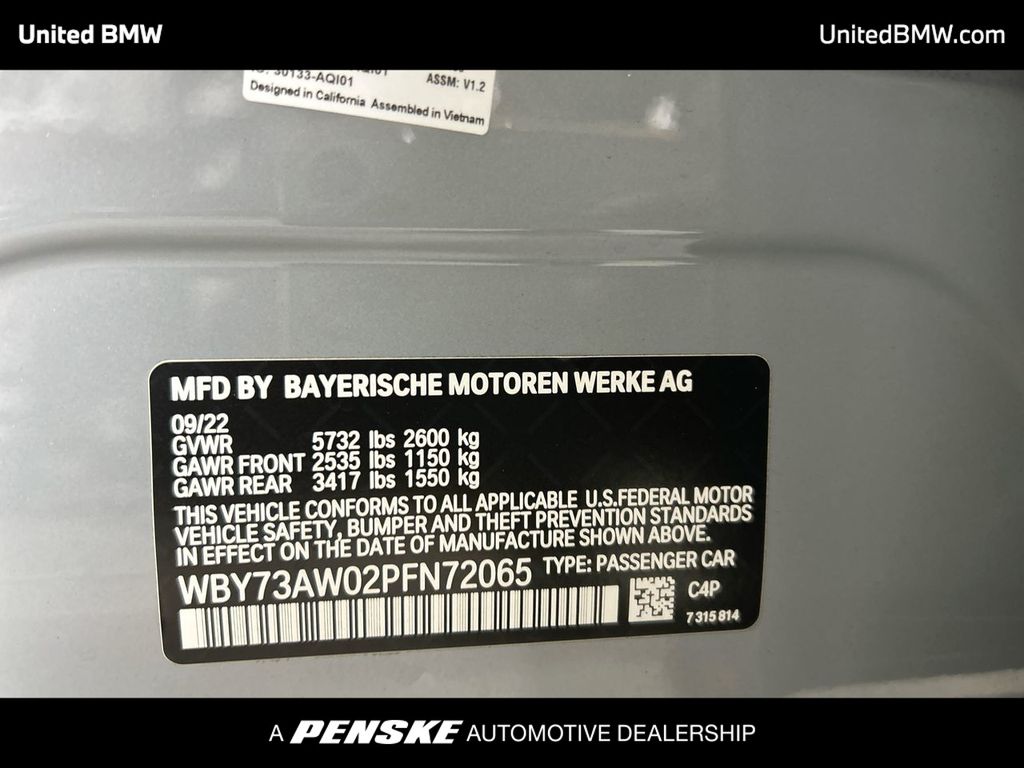 United BMW
UnitedBMW.com
30133-AQI01
ASSM: V1.2
Designed in California Assembled in Vietnam
MFD BY BAYERISCHE MOTOREN WERKE AG
09/22
GVWR 5732 lbs 2600 kg
GAWR FRONT 2535 lbs 1150 kg
GAWR REAR 3417 lbs 1550 kg
THIS VEHICLE CONFORMS TO ALL APPLICABLE U.S.FEDERAL MOTOR
VEHICLE SAFETY, BUMPER AND THEFT PREVENTION STANDARDS
IN EFFECT ON THE DATE OF MANUFACTURE SHOWN ABOVE.
WBY73AW02PFN72065 TYPE: PASSENGER CAR
C4P
7 315 814
A PENSKE AUTOMOTIVE DEALERSHIP